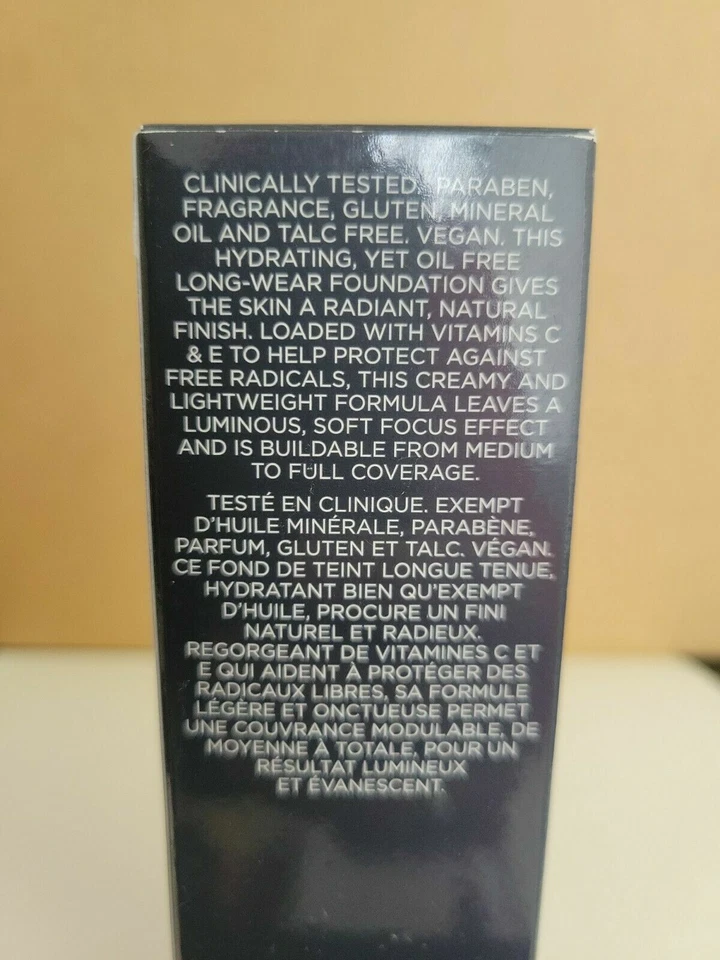 CLINICALLY TESTED. PARABEN,
FRAGRANCE, GLUTEN, MINERAL
OIL AND TALC FREE. VEGAN. THIS
HYDRATING, YET OIL FREE
LONG-WEAR FOUNDATION GIVES
THE SKIN A RADIANT, NATURAL
FINISH. LOADED WITH VITAMINS C
& E TO HELP PROTECT AGAINST
FREE RADICALS, THIS CREAMY AND
LIGHTWEIGHT FORMULA LEAVES A
LUMINOUS, SOFT FOCUS EFFECT
AND IS BUILDABLE FROM MEDIUM
TO FULL COVERAGE.
TESTÉ EN CLINIQUE. EXEMPT
D'HUILE MINÉRALE, PARABÈNE,
PARFUM, GLUTEN ET TALC. VÉGAN.
CE FOND DE TEINT LONGUE TENUE,
HYDRATANT BIEN QU'EXEMPT
D'HUILE, PROCURE UN FINI
NATUREL ET RADIEUX.
REGORGEANT DE VITAMINES C ET
E QUI AIDENT À PROTÉGER DES
RADICAUX LIBRES, SA FORMULE
LÉGÈRE ET ONCTUEUSE PERMET
UNE COUVRANCE MODULABLE, DE
MOYENNE À TOTALE, POUR UN
RÉSULTAT LUMINEUX
ET ÉVANESCENT.